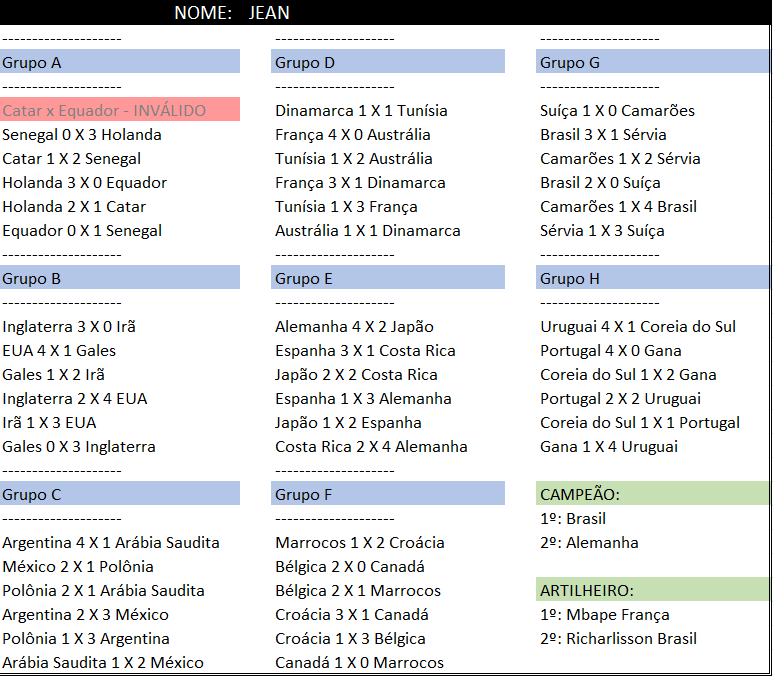 NOME: JEAN
-------------------
Grupo A
-------------------
Catar x Equador - INVÁLIDO
Senegal 0 X 3 Holanda
Catar 1 X 2 Senegal
Holanda 3 X 0 Equador
Holanda 2 X 1 Catar
Equador 0 X 1 Senegal
-------------------
Grupo B
-------------------
Inglaterra 3 X 0 Irã
EUA 4 X 1 Gales
Gales 1 X 2 Irã
Inglaterra 2 X 4 EUA
Irã 1 X 3 EUA
Gales 0 X 3 Inglaterra
-------------------
Grupo C
-------------------
Argentina 4 X 1 Arábia Saudita
México 2 X 1 Polônia
Polônia 2 X 1 Arábia Saudita
Argentina 2 X 3 México
Polônia 1 X 3 Argentina
Arábia Saudita 1 X 2 México
-------------------
Grupo D
-------------------
Dinamarca 1 X 1 Tunísia
França 4 X 0 Austrália
Tunísia 1 X 2 Austrália
França 3 X 1 Dinamarca
Tunísia 1 X 3 França
Austrália 1 X 1 Dinamarca
-------------------
Grupo E
-------------------
Alemanha 4 X 2 Japão
Espanha 3 X 1 Costa Rica
Japão 2 X 2 Costa Rica
Espanha 1 X 3 Alemanha
Japão 1 X 2 Espanha
Costa Rica 2 X 4 Alemanha
-------------------
Grupo F
-------------------
Marrocos 1 X 2 Croácia
Bélgica 2 X 0 Canadá
Bélgica 2 X 1 Marrocos
Croácia 3 X 1 Canadá
Croácia 1 X 3 Bélgica
Canadá 1 X 0 Marrocos
-------------------
Grupo G
-------------------
Suíça 1 X 0 Camarões
Brasil 3 X 1 Sérvia
Camarões 1 X 2 Sérvia
Brasil 2 X 0 Suíça
Camarões 1 X 4 Brasil
Sérvia 1 X 3 Suíça
-------------------
Grupo H
-------------------
Uruguai 4 X 1 Coreia do Sul
Portugal 4 X 0 Gana
Coreia do Sul 1 X 2 Gana
Portugal 2 X 2 Uruguai
Coreia do Sul 1 X 1 Portugal
Gana 1 X 4 Uruguai
CAMPEÃO:
1º: Brasil
2º: Alemanha
ARTILHEIRO:
1º: Mbape França
2º: Richarlisson Brasil